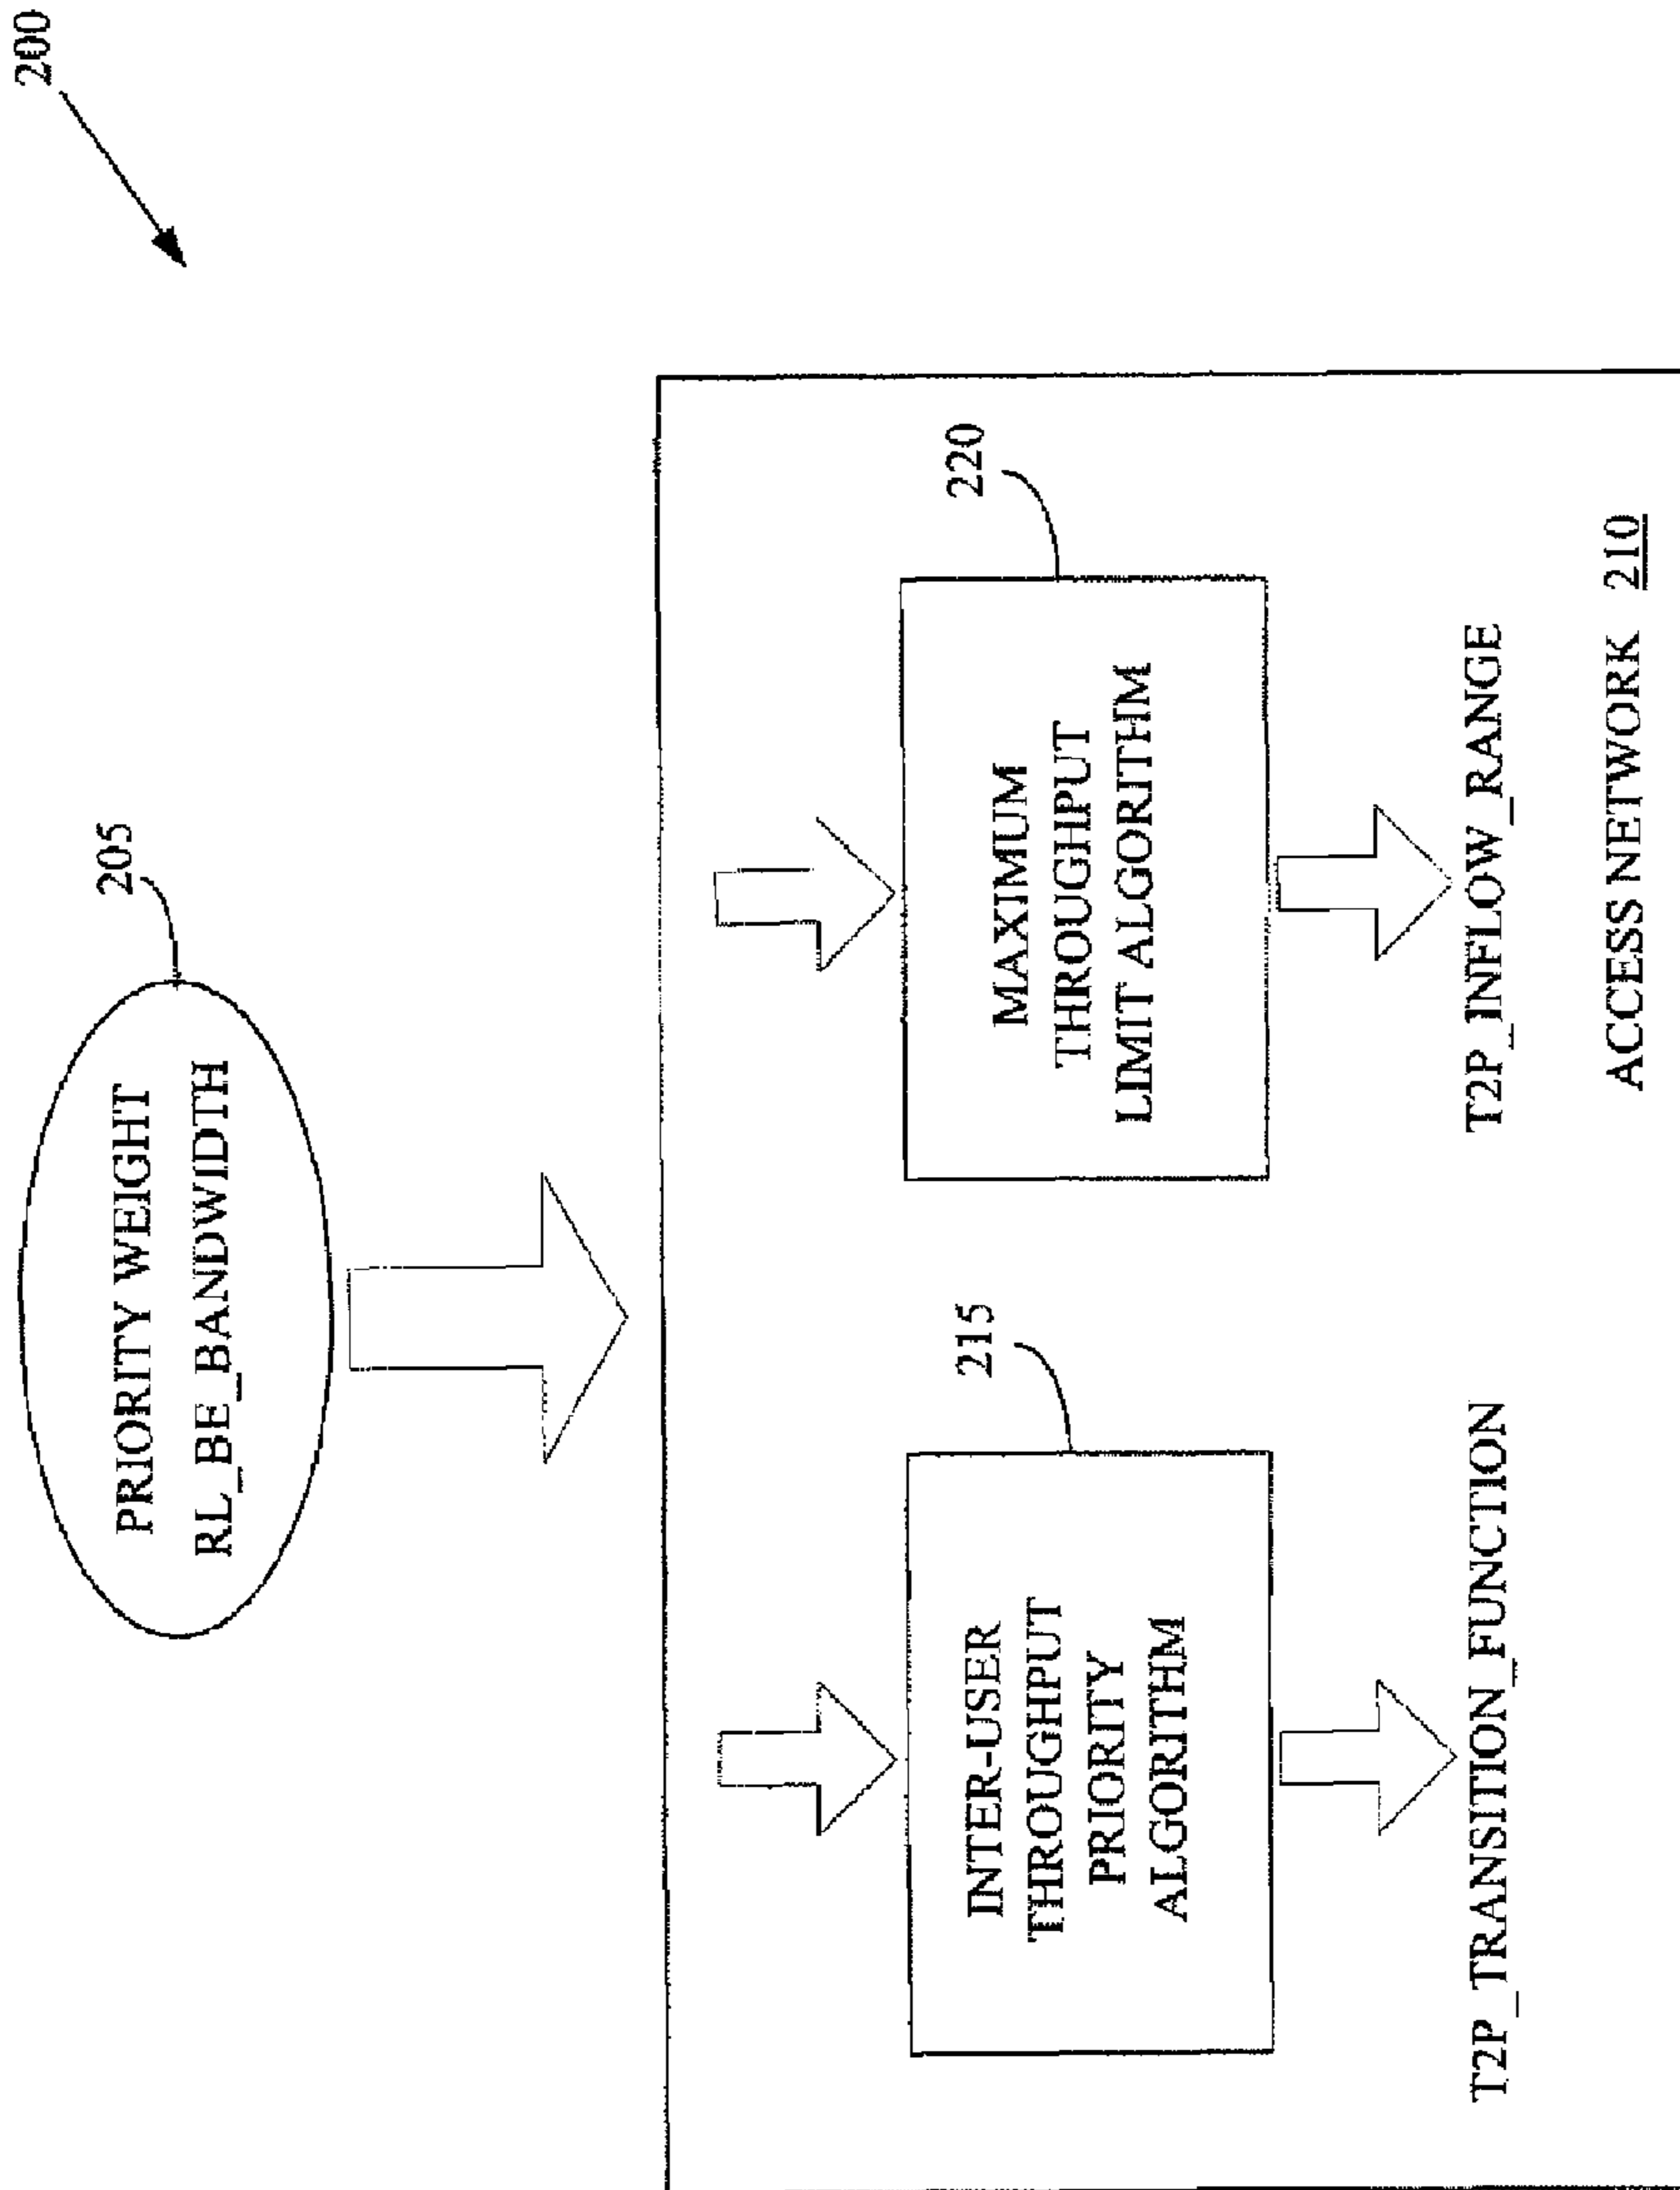 200
205
PRIORITY WEIGHT
RL_BE_BANDWIDTH
215
INTER-USER
THROUGHPUT
PRIORITY
ALGORITHM
T2P_TRANSITION_FUNCTION
220
MAXIMUM
THROUGHPUT
LIMIT ALGORITHM
T2P_INFLOW_RANGE
ACCESS NETWORK 210